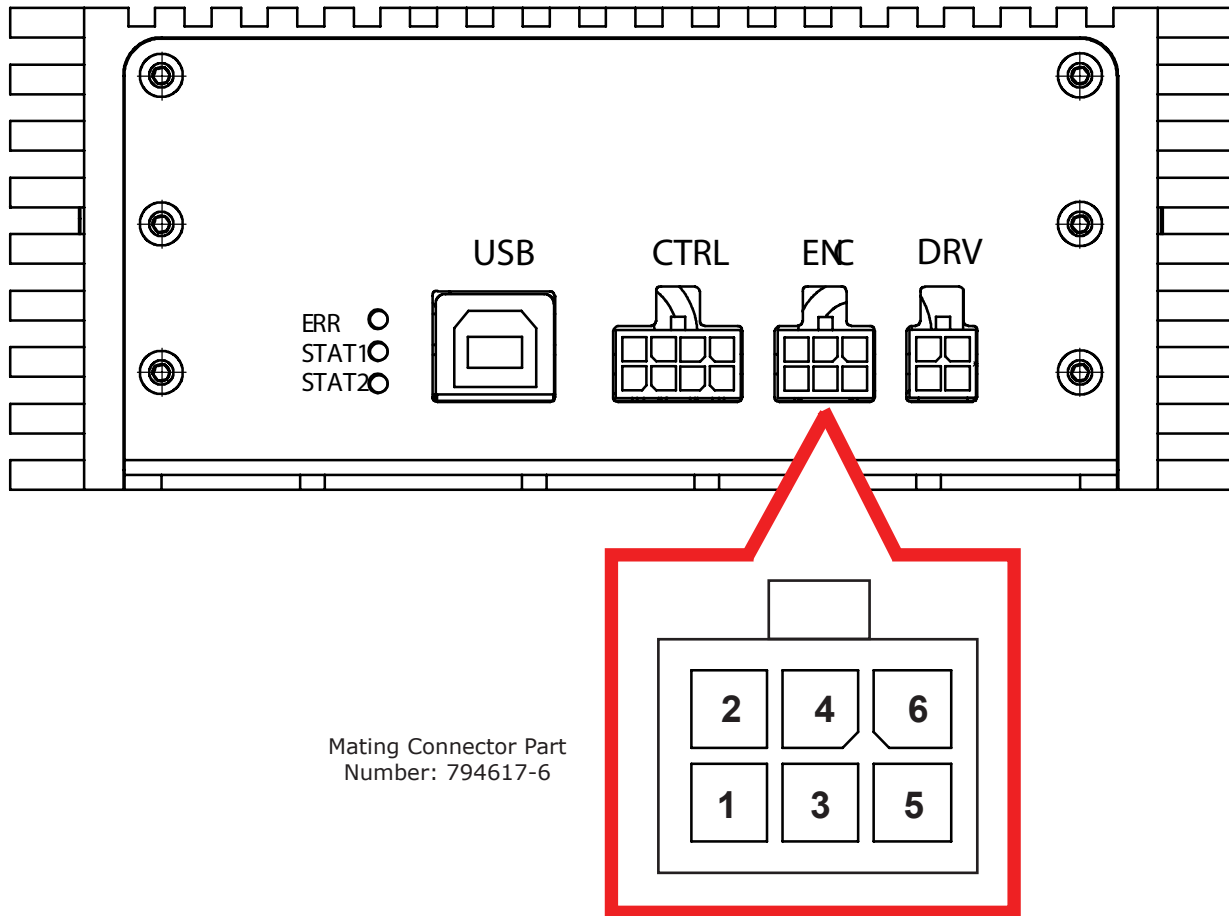 USB CTRL ENC DRV
ERR
STAT1
STAT2
2 4 6
Mating Connector Part
Number: 794617-6
1 3 5